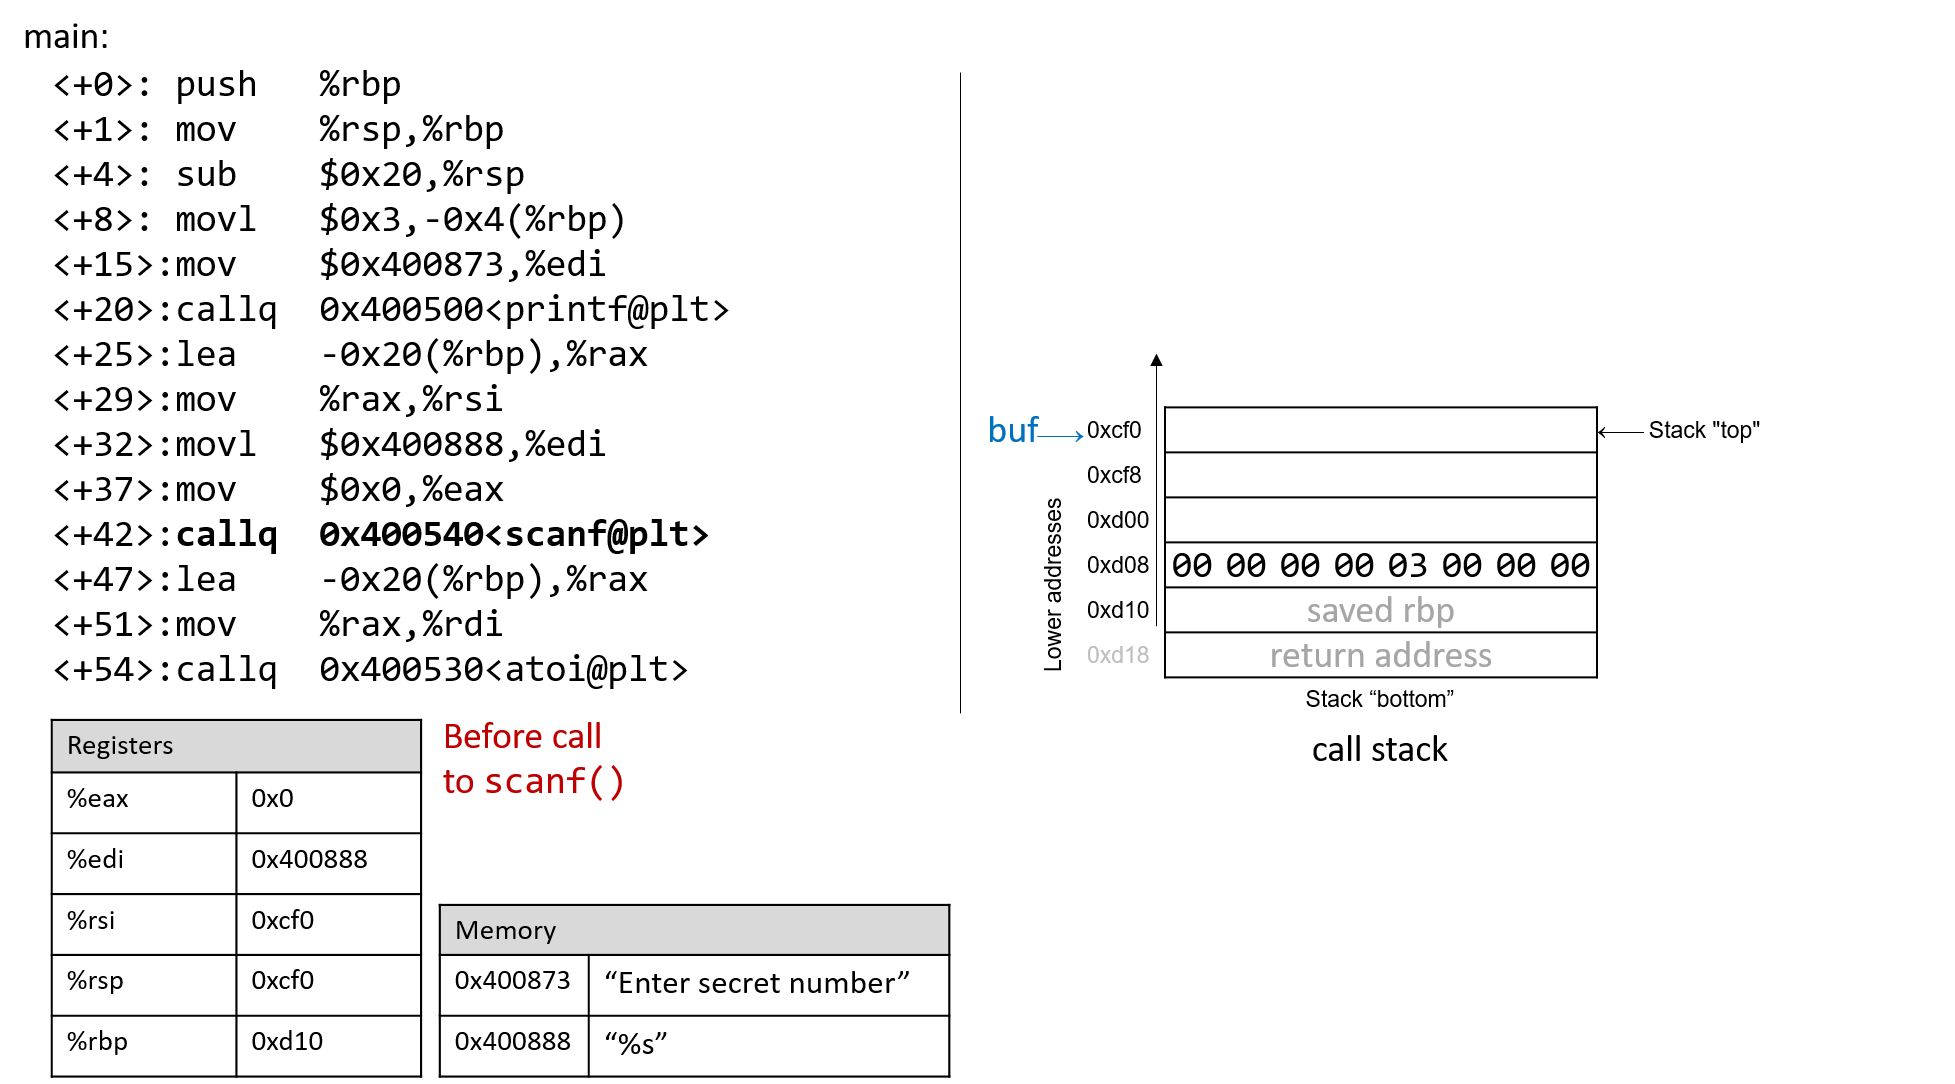 main:
<+0>: push %rbp
<+1>: mov %rsp,%rbp
<+4>: sub $0x20,%rsp
<+8>: movl $0x3,-0x4(%rbp)
<+15>:mov $0x400873,%edi
<+20>:callq 0x400500<printf@plt>
<+25>:lea -0x20(%rbp),%rax
<+29>:mov %rax,%rsi
<+32>:movl $0x400888,%edi
<+37>:mov $0x0,%eax
<+42>:callq 0x400540<scanf@plt>
<+47>:lea -0x20(%rbp),%rax
<+51>:mov %rax,%rdi
<+54>:callq 0x400530<atoi@plt>
Registers
%eax 0x0
%edi 0x400888
%rsi 0xcf0
%rsp 0xcf0
%rbp 0xd10
Before call
to scanf()
Memory
0x400873 “Enter secret number”
0x400888 “%s”
buf
Lower addresses
0xcf0
Stack "top"
0xcf8
0xd00
0xd08 00 00 00 00 03 00 00 00
0xd10 saved rbp
0xd18 return address
Stack “bottom”
call stack